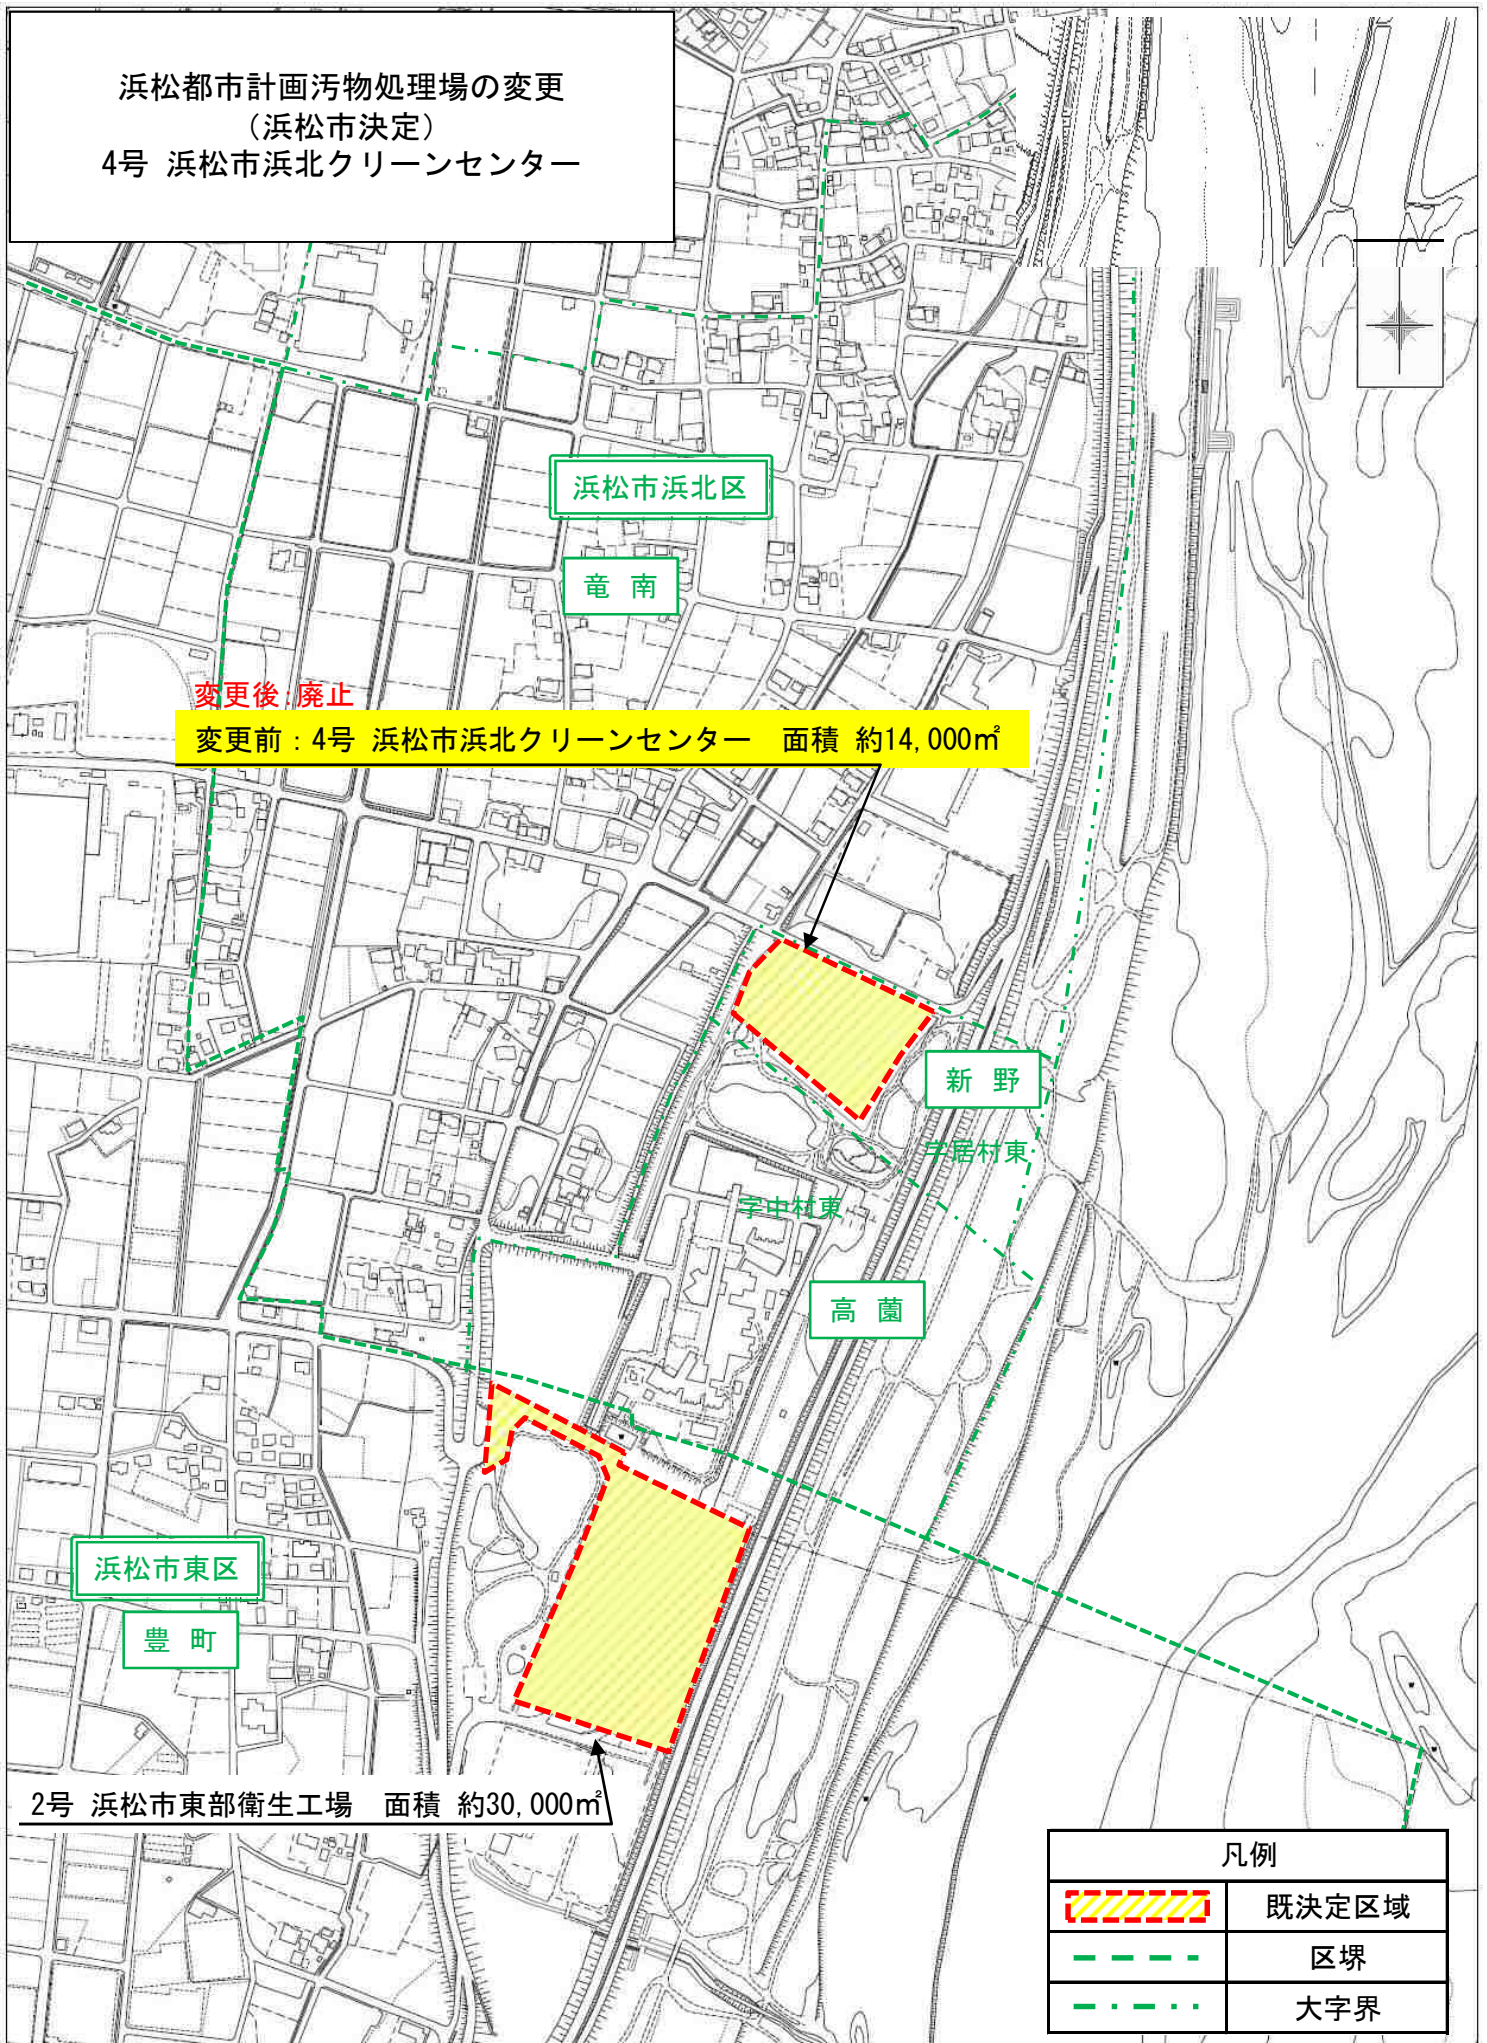 浜松都市計画汚物処理場の変更
（浜松市決定）
4号 浜松市浜北クリーンセンター
浜松市浜北区
竜 南
変更後：廃止
変更前：4号 浜松市浜北クリーンセンター　面積 約14,000㎡
新 野
字居村東
字中村東
高 薗
浜松市東区
豊 町
2号 浜松市東部衛生工場　面積 約30,000㎡
凡例
既決定区域
区堺
大字界